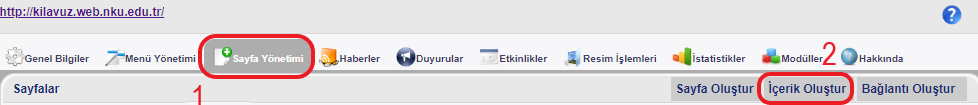 http://kilavuz.web.nku.edu.tr/
?
Genel Bilgiler Menü Yönetimi Sayfa Yönetimi Haberler Duyurular Etkinlikler Resim İşlemleri İstatistikler Modüller 2 Hakkında
Sayfalar 1 Sayfa Oluştur İçerik Oluştur Bağlantı Oluştur